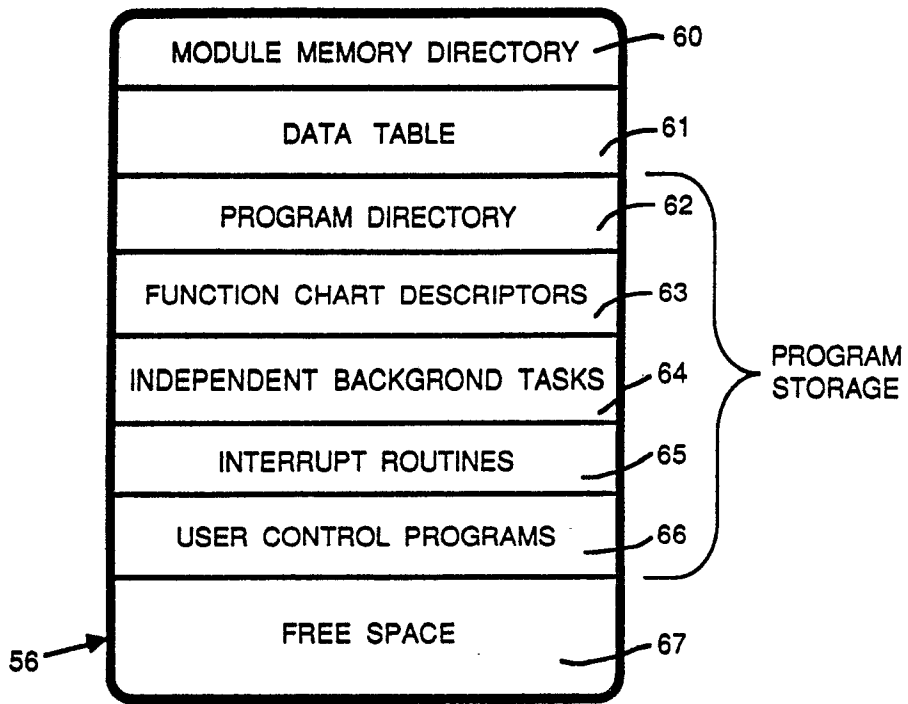 MODULE MEMORY DIRECTORY
60
DATA TABLE
61
PROGRAM DIRECTORY
62
FUNCTION CHART DESCRIPTORS
63
INDEPENDENT BACKGROND TASKS
64
INTERRUPT ROUTINES
65
USER CONTROL PROGRAMS
66
FREE SPACE
67
PROGRAM
STORAGE
56